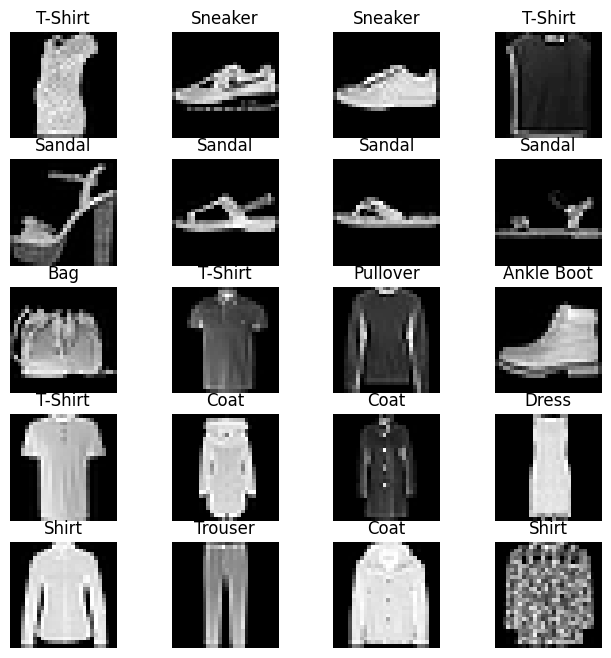 T-Shirt Sneaker Sneaker T-Shirt
Sandal Sandal Sandal Sandal
Bag T-Shirt Pullover Ankle Boot
T-Shirt Coat Coat Dress
Shirt Trouser Coat Shirt